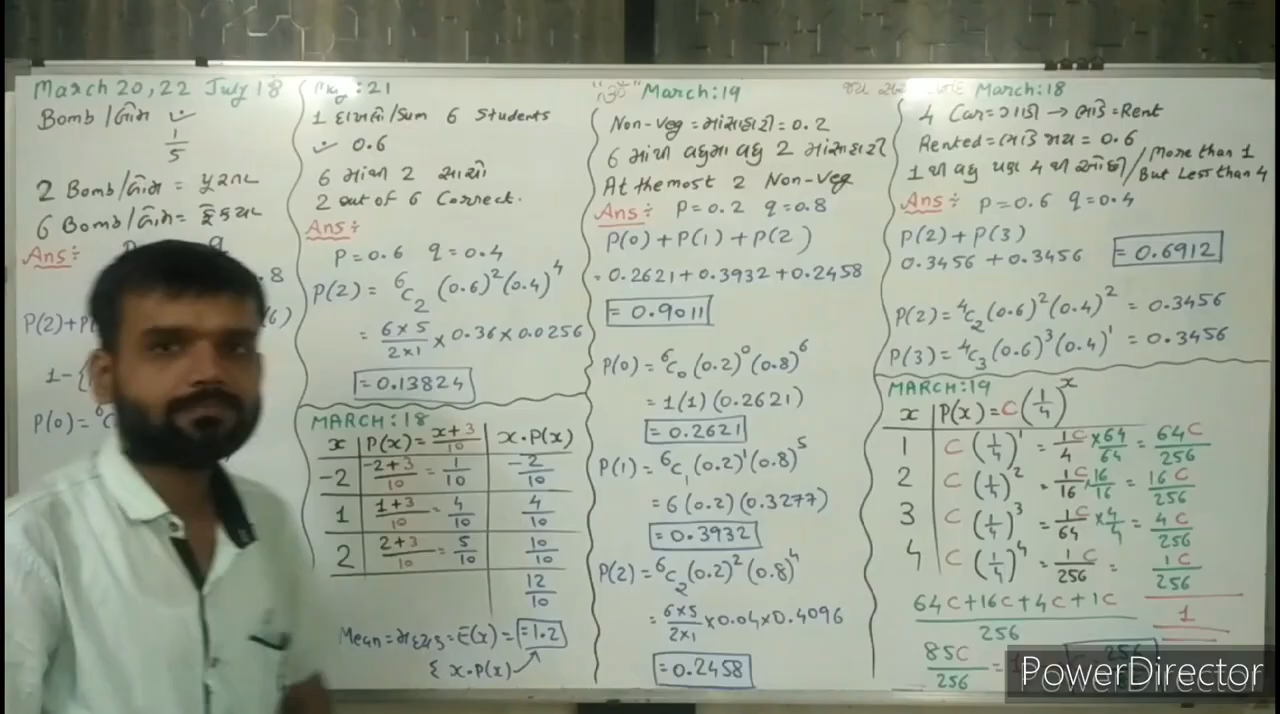 March 20, 22 July 18
Bomb / બોમ્બ
1/5
2 Bomb / બોમ્બ =
6 Bomb / બોમ્બ =
Ans:-
P q
.8
P(2)+P( 6)
1-{
P(0) = ⁶C
May: 21
1 દાખલો/Sum 6 Students
0.6
6 માંથી 2 સાચો
2 out of 6 Correct.
Ans:-
P = 0.6 q = 0.4
P(2) = ⁶C₂ (0.6)² (0.4)⁴
= 6×5/2×1 × 0.36 × 0.0256
= 0.13824
MARCH: 18
x | P(x) = x+3/10 | x·P(x)
-2 | -2+3/10 = 1/10 | -2/10
1 | 1+3/10 = 4/10 | 4/10
2 | 2+3/10 = 5/10 | 10/10
12/10
Mean = મધ્યક = E(x) = =1.2
Σ x·P(x)
March: 19
Non-Veg = માંસાહારી = 0.2
6 માંથી વધુમાં વધુ 2 માંસાહારી
At the most 2 Non-Veg
Ans:- P = 0.2 q = 0.8
P(0) + P(1) + P(2)
= 0.2621 + 0.3932 + 0.2458
= 0.9011
P(0) = ⁶C₀ (0.2)⁰ (0.8)⁶
= 1(1) (0.2621)
= 0.2621
P(1) = ⁶C₁ (0.2)¹ (0.8)⁵
= 6(0.2) (0.3277)
= 0.3932
P(2) = ⁶C₂ (0.2)² (0.8)⁴
= 6×5/2×1 × 0.04 × 0.4096
= 0.2458
March: 18
4 Car = ગાડી → ભાડે = Rent
Rented = ભાડે જાય = 0.6
1 થી વધુ પણ 4 થી ઓછી / More than 1
But Less than 4
Ans:- P = 0.6 q = 0.4
P(2) + P(3)
0.3456 + 0.3456 = 0.6912
P(2) = ⁴C₂ (0.6)² (0.4)² = 0.3456
P(3) = ⁴C₃ (0.6)³ (0.4)¹ = 0.3456
MARCH: 19
x | P(x) = C (1/4)ˣ
1 | C (1/4)¹ = 1C/4 × 64/64 = 64C/256
2 | C (1/4)² = 1C/16 × 16/16 = 16C/256
3 | C (1/4)³ = 1C/64 × 4/4 = 4C/256
4 | C (1/4)⁴ = 1C/256 = 1C/256
64C + 16C + 4C + 1C/256
1
85C/256 = 1
256
PowerDirector